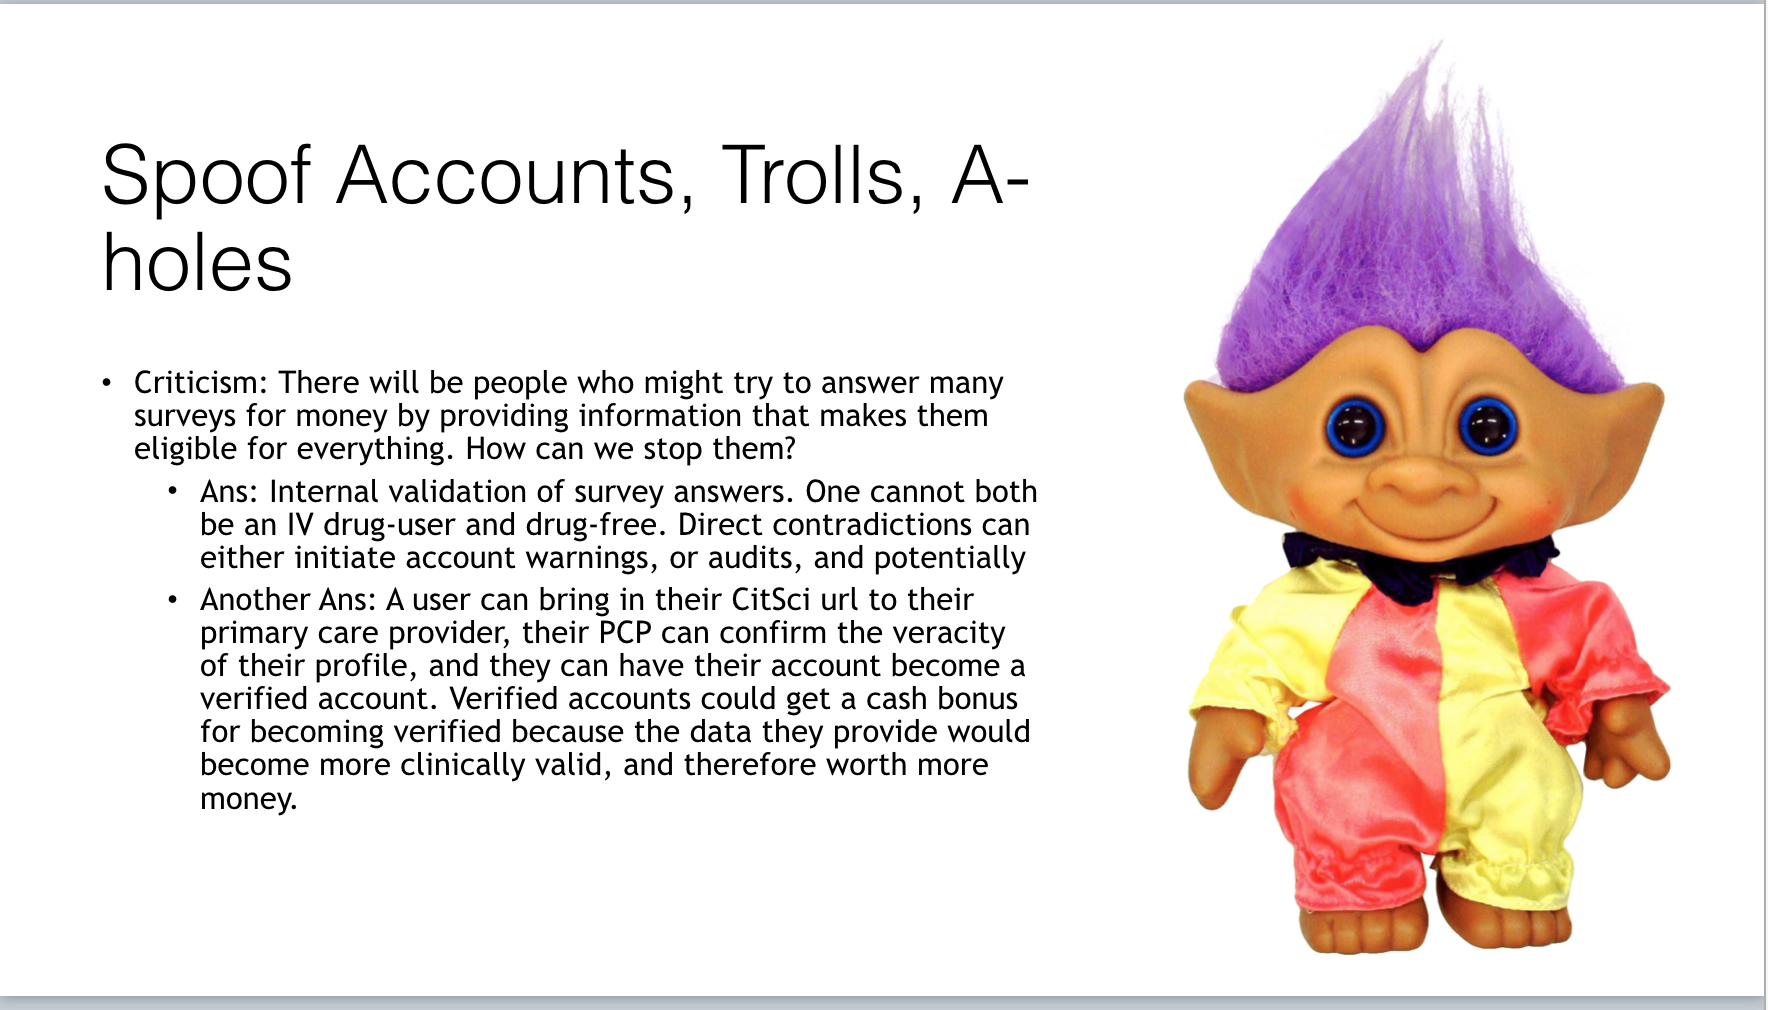 Spoof Accounts, Trolls, A-
holes
• Criticism: There will be people who might try to answer many
surveys for money by providing information that makes them
eligible for everything. How can we stop them?
• Ans: Internal validation of survey answers. One cannot both
be an IV drug-user and drug-free. Direct contradictions can
either initiate account warnings, or audits, and potentially
• Another Ans: A user can bring in their CitSci url to their
primary care provider, their PCP can confirm the veracity
of their profile, and they can have their account become a
verified account. Verified accounts could get a cash bonus
for becoming verified because the data they provide would
become more clinically valid, and therefore worth more
money.